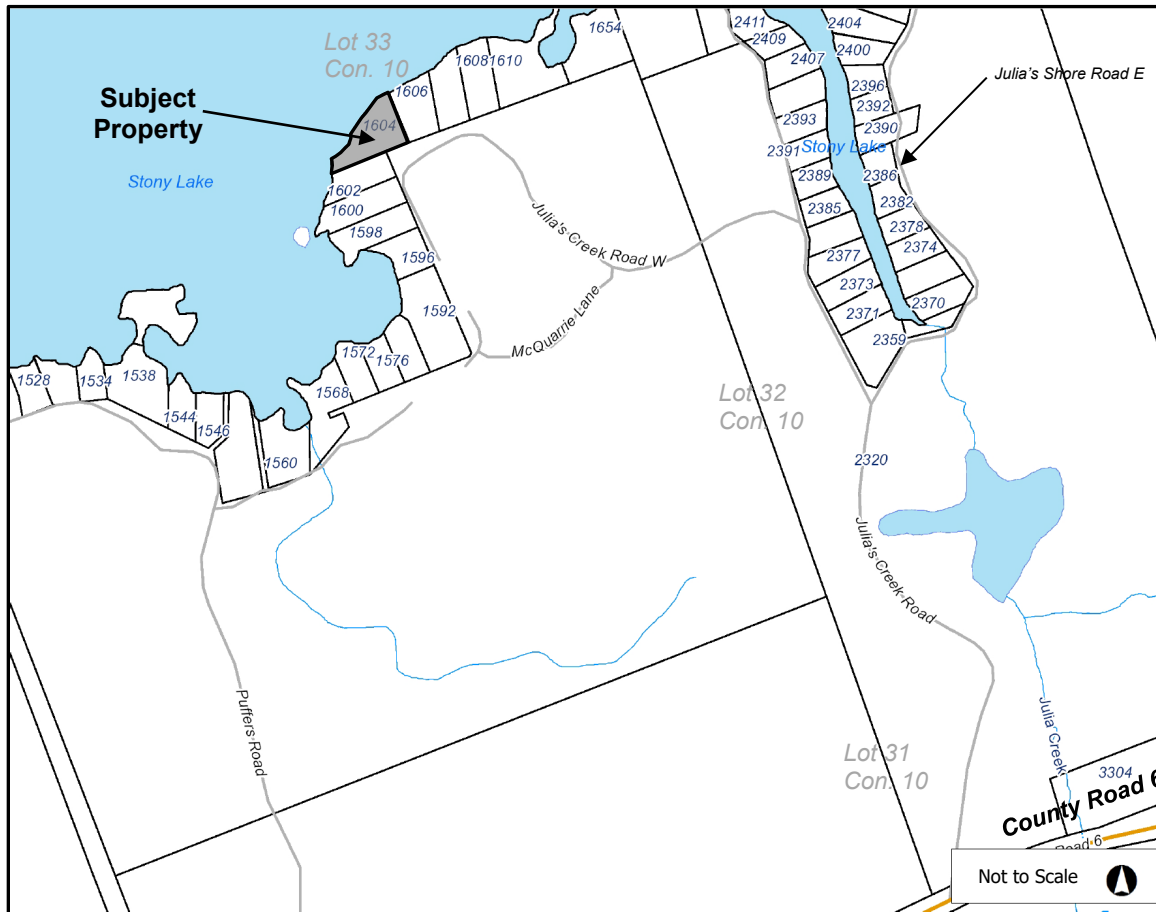 Lot 33
Con. 10
1654
1608
1610
1606
Subject
Property
1604
Stony Lake
1602
1600
1598
1596
1592
1572
1576
1568
1528
1534
1538
1544
1546
1560
2411
2409
2407
2404
2400
2396
2392
2390
2393
2391
Stony Lake
2389
2386
2385
2382
2378
2374
2377
2373
2371
2370
2359
Julia's Shore Road E
Julia's Creek Road W
McQuarrie Lane
Lot 32
Con. 10
2320
Julia's Creek Road
Puffers Road
Julia Creek
Lot 31
Con. 10
3304
County Road 6
Road 6
Not to Scale